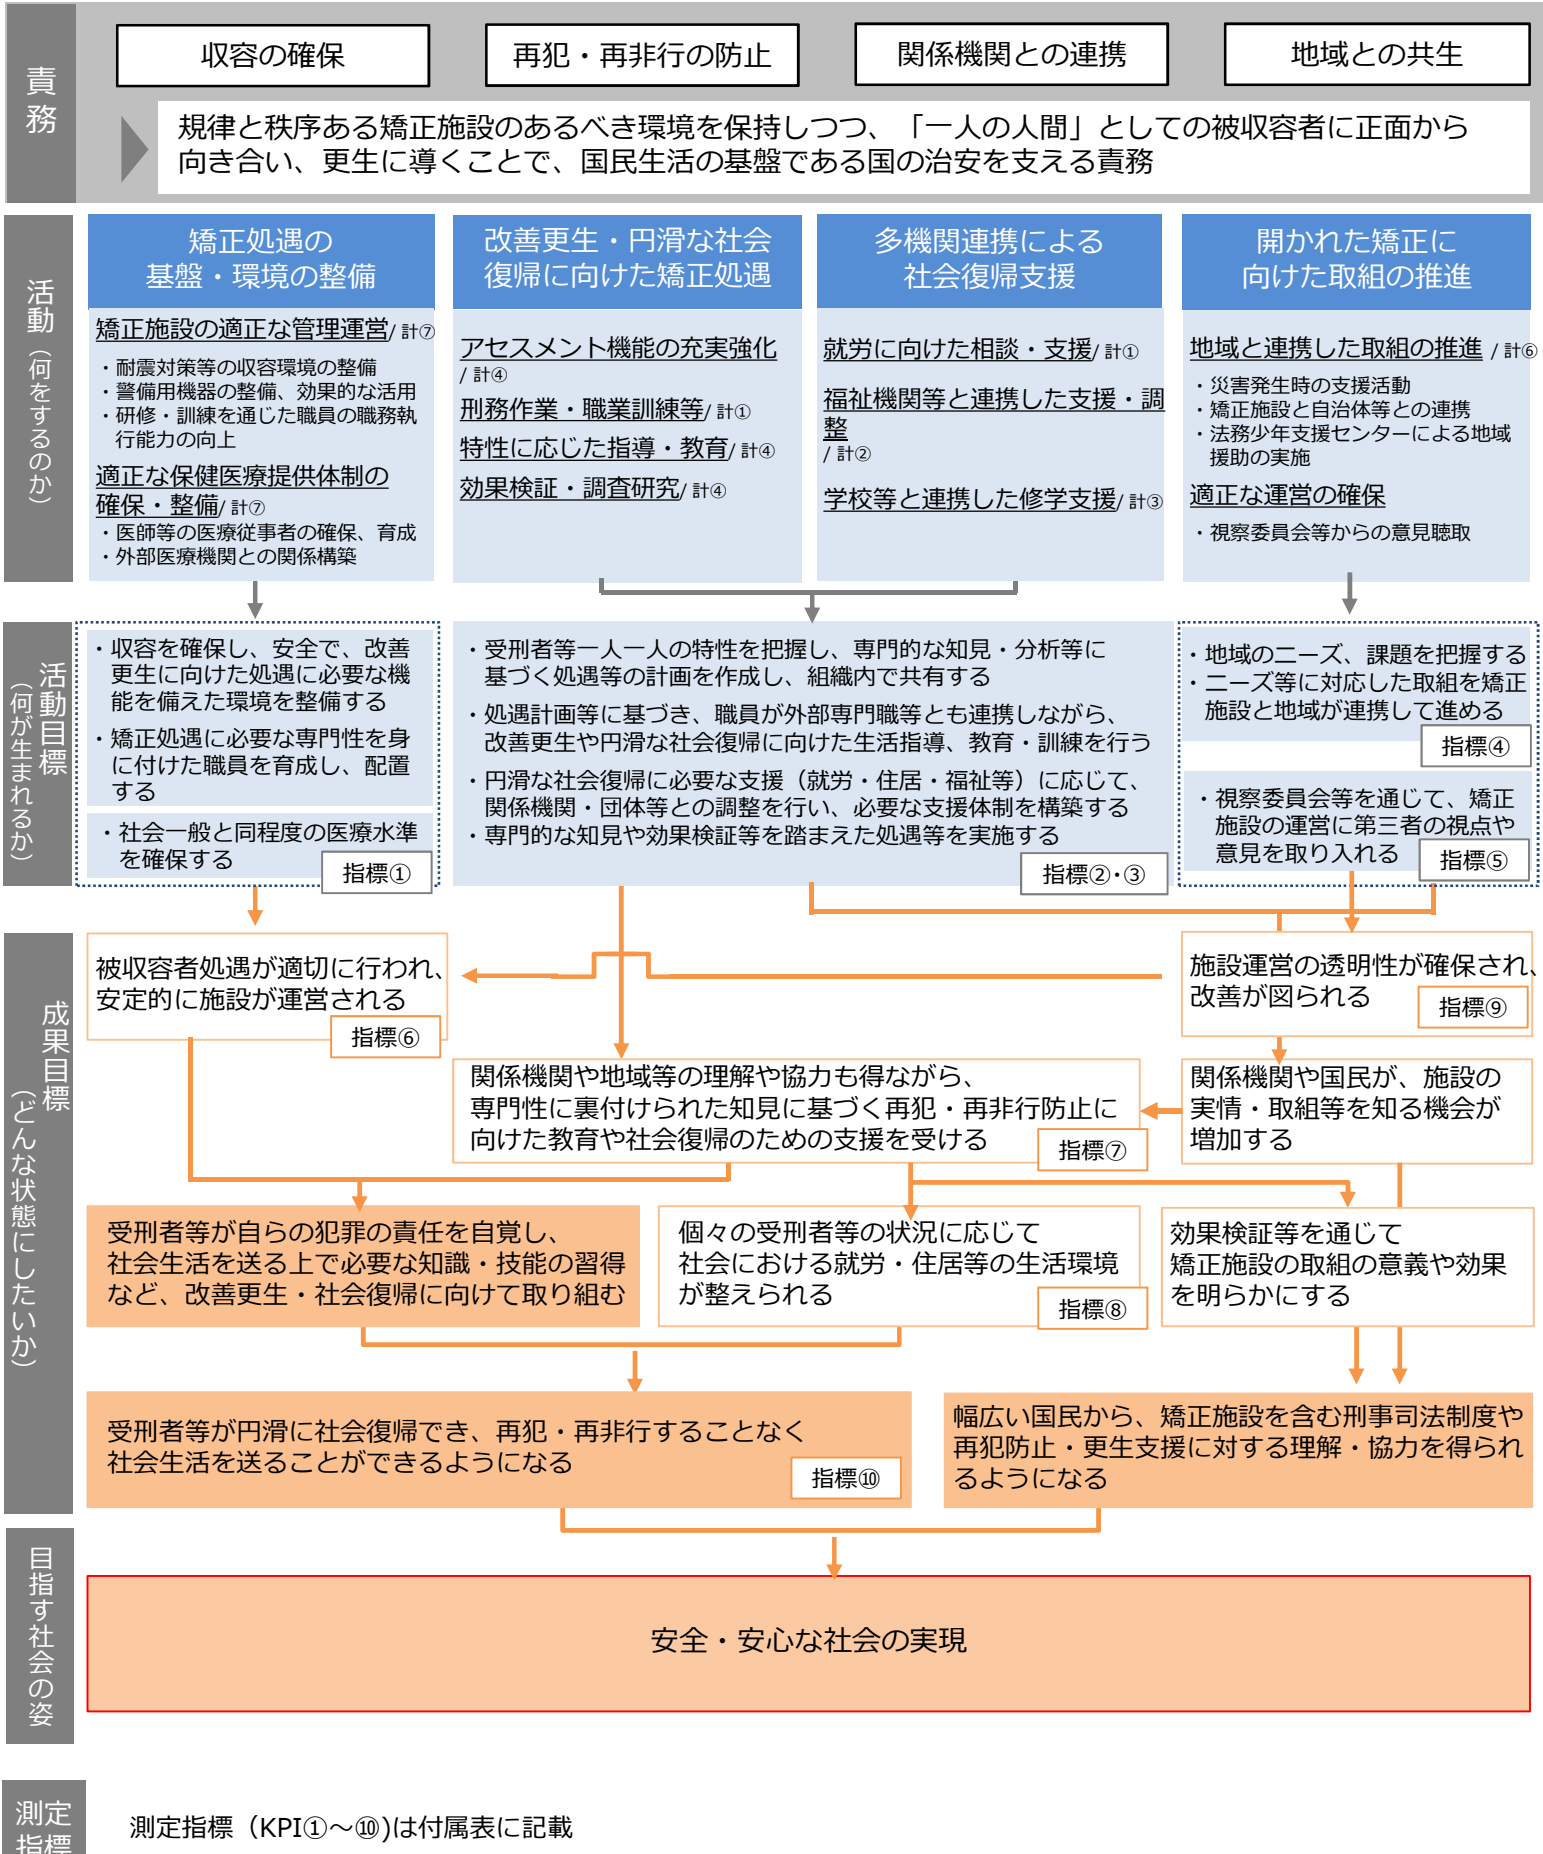 責務
収容の確保
再犯・再非行の防止
関係機関との連携
地域との共生
規律と秩序ある矯正施設のあるべき環境を保持しつつ、「一人の人間」としての被収容者に正面から
向き合い、更生に導くことで、国民生活の基盤である国の治安を支える責務
活動（何をするのか）
矯正処遇の
基盤・環境の整備
矯正施設の適正な管理運営/ 計⑦
・耐震対策等の収容環境の整備
・警備用機器の整備、効果的な活用
・研修・訓練を通じた職員の職務執
行能力の向上
適正な保健医療提供体制の
確保・整備/ 計⑦
・医師等の医療従事者の確保、育成
・外部医療機関との関係構築
改善更生・円滑な社会
復帰に向けた矯正処遇
アセスメント機能の充実強化
/ 計④
刑務作業・職業訓練等/ 計①
特性に応じた指導・教育/ 計④
効果検証・調査研究/ 計④
多機関連携による
社会復帰支援
就労に向けた相談・支援/ 計①
福祉機関等と連携した支援・調
整
/ 計②
学校等と連携した修学支援/ 計③
開かれた矯正に
向けた取組の推進
地域と連携した取組の推進 / 計⑥
・災害発生時の支援活動
・矯正施設と自治体等との連携
・法務少年支援センターによる地域
援助の実施
適正な運営の確保
・視察委員会等からの意見聴取
活動目標
（何が生まれるか）
・収容を確保し、安全で、改善
更生に向けた処遇に必要な機
能を備えた環境を整備する
・矯正処遇に必要な専門性を身
に付けた職員を育成し、配置
する
・社会一般と同程度の医療水準
を確保する
指標①
・受刑者等一人一人の特性を把握し、専門的な知見・分析等に
基づく処遇等の計画を作成し、組織内で共有する
・処遇計画等に基づき、職員が外部専門職等とも連携しながら、
改善更生や円滑な社会復帰に向けた生活指導、教育・訓練を行う
・円滑な社会復帰に必要な支援（就労・住居・福祉等）に応じて、
関係機関・団体等との調整を行い、必要な支援体制を構築する
・専門的な知見や効果検証等を踏まえた処遇等を実施する
指標②・③
・地域のニーズ、課題を把握する
・ニーズ等に対応した取組を矯正
施設と地域が連携して進める
指標④
・視察委員会等を通じて、矯正
施設の運営に第三者の視点や
意見を取り入れる
指標⑤
成果目標
（どんな状態にしたいか）
被収容者処遇が適切に行われ、
安定的に施設が運営される
指標⑥
施設運営の透明性が確保され、
改善が図られる
指標⑨
関係機関や地域等の理解や協力も得ながら、
専門性に裏付けられた知見に基づく再犯・再非行防止に
向けた教育や社会復帰のための支援を受ける
指標⑦
関係機関や国民が、施設の
実情・取組等を知る機会が
増加する
受刑者等が自らの犯罪の責任を自覚し、
社会生活を送る上で必要な知識・技能の習得
など、改善更生・社会復帰に向けて取り組む
個々の受刑者等の状況に応じて
社会における就労・住居等の生活環境
が整えられる
指標⑧
効果検証等を通じて
矯正施設の取組の意義や効果
を明らかにする
受刑者等が円滑に社会復帰でき、再犯・再非行することなく
社会生活を送ることができるようになる
指標⑩
幅広い国民から、矯正施設を含む刑事司法制度や
再犯防止・更生支援に対する理解・協力を得られ
るようになる
目指す社会の姿
安全・安心な社会の実現
測定
指標
測定指標（KPI①～⑩)は付属表に記載